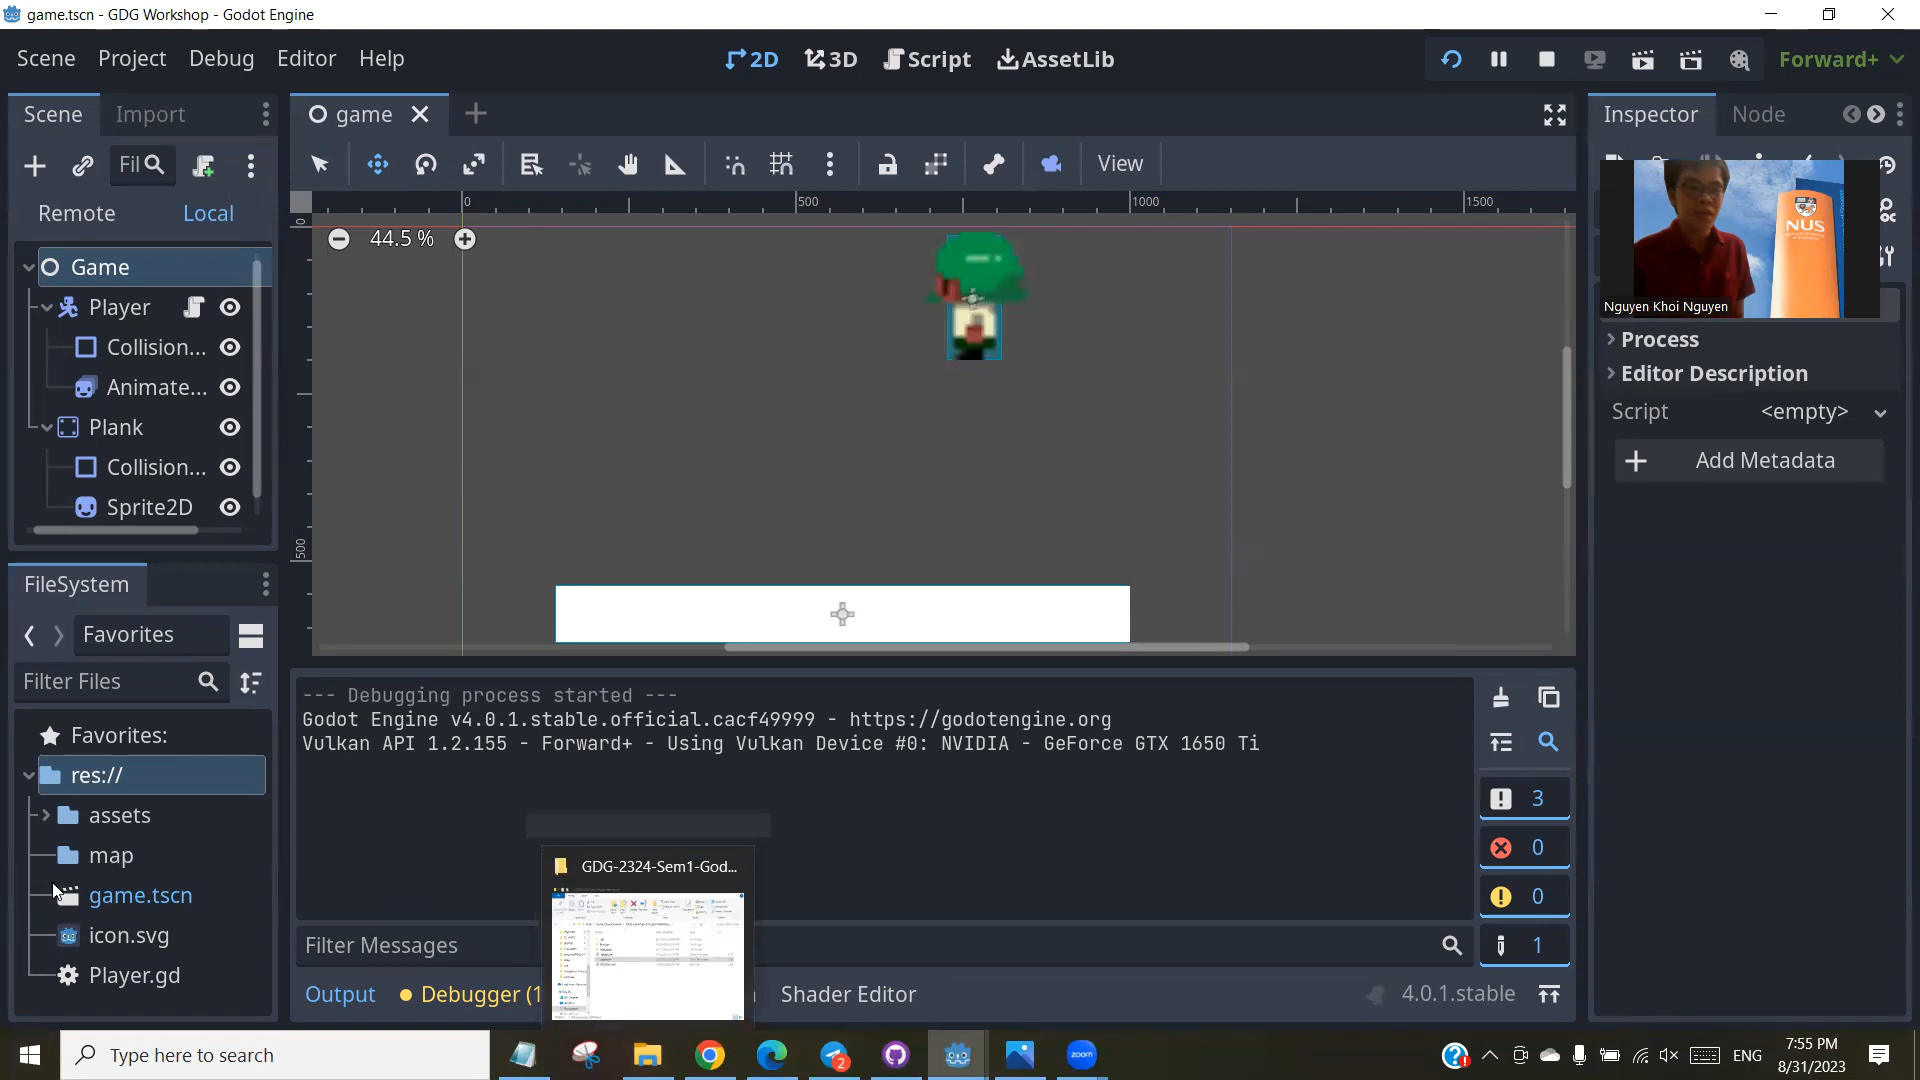 game.tscn - GDG Workshop - Godot Engine
Scene Project Debug Editor Help
2D 3D Script AssetLib
Forward+
Scene Import
game
Inspector Node
Fil
View
Remote Local
0 500 1000 1500
44.5 %
0
500
Game
Player
Collision...
Animate...
Plank
Collision...
Sprite2D
NUS
Nguyen Khoi Nguyen
Process
Editor Description
Script <empty>
Add Metadata
FileSystem
Favorites
Filter Files
Favorites:
res://
assets
map
game.tscn
icon.svg
Player.gd
--- Debugging process started ---
Godot Engine v4.0.1.stable.official.cacf49999 - https://godotengine.org
Vulkan API 1.2.155 - Forward+ - Using Vulkan Device #0: NVIDIA - GeForce GTX 1650 Ti
3
0
0
1
GDG-2324-Sem1-God...
Filter Messages
Output Debugger (1 Shader Editor
4.0.1.stable
Type here to search
2
zoom
ENG
7:55 PM
8/31/2023